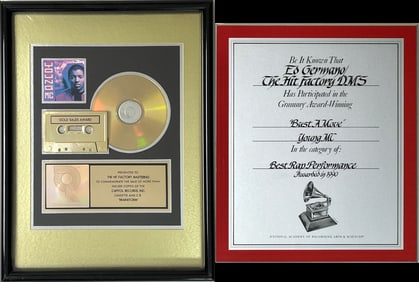 GOLD SALES AWARD
PRESENTED TO
THE HIT FACTORY MASTERING
TO COMMEMORATE THE SALE OF MORE THAN
500,000 COPIES OF THE
CAPITOL RECORDS, INC.
CASSETTE AND CD
"BRAINSTORM"
Be It Known That
Ed Germano/
The Hit Factory DMS
Has Participated in the
Grammy Award-Winning
"Bust A Move"
Young MC
In the category of:
Best Rap Performance
Awarded in 1990
NATIONAL ACADEMY OF RECORDING ARTS & SCIENCES